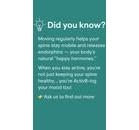 Did you know?
Moving regularly helps your
spine stay mobile and releases
endorphins — your body's
natural "happy hormones."
When you stay active, you're
not just keeping your spine
healthy... you're Activ8-ing
your mood too!
Ask us to find out more